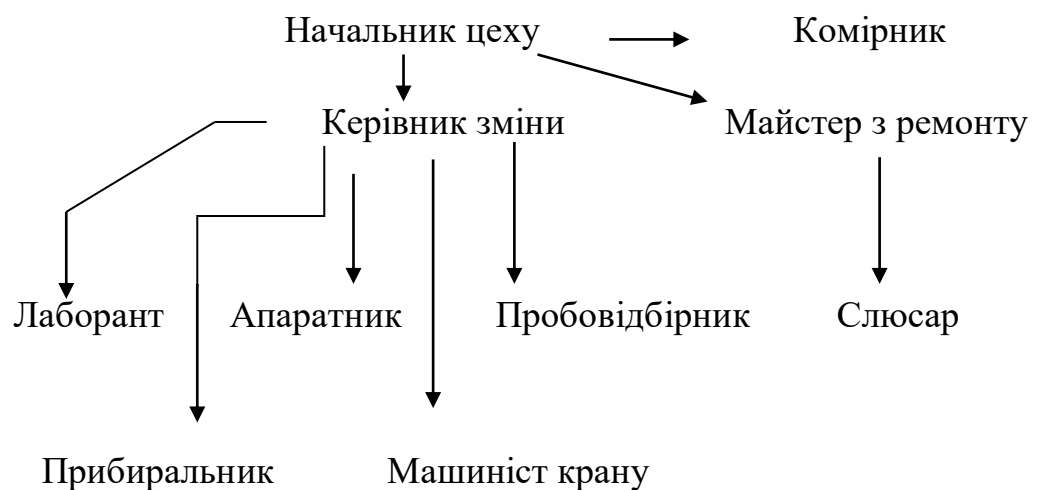 Начальник цеху Комірник
Керівник зміни Майстер з ремонту
Лаборант Апаратник Пробовідбірник Слюсар
Прибиральник Машиніст крану